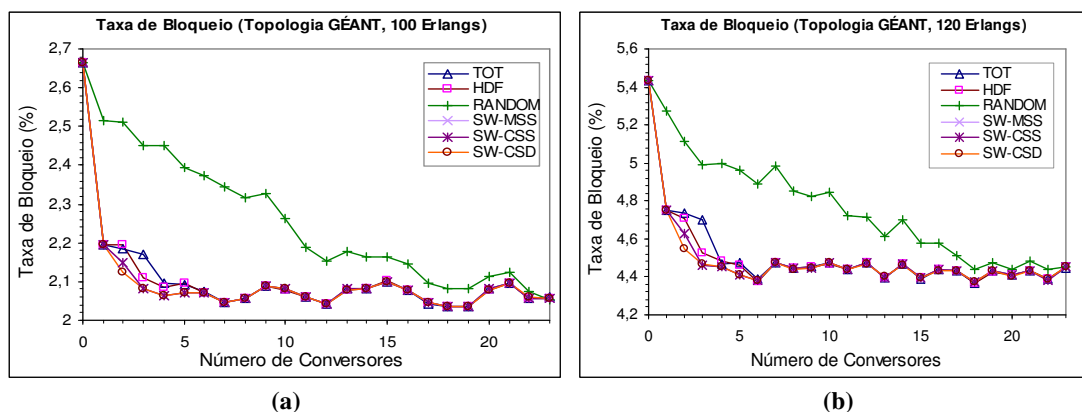 Taxa de Bloqueio (Topologia GÉANT, 100 Erlangs)
2,7
2,6
2,5
2,4
2,3
2,2
2,1
2
Taxa de Bloqueio (%)
TOT
HDF
RANDOM
SW-MSS
SW-CSS
SW-CSD
0
5
10
15
20
Número de Conversores
(a)
Taxa de Bloqueio (Topologia GÉANT, 120 Erlangs)
5,6
5,4
5,2
5
4,8
4,6
4,4
4,2
Taxa de Bloqueio (%)
TOT
HDF
RANDOM
SW-MSS
SW-CSS
SW-CSD
0
5
10
15
20
Número de Conversores
(b)